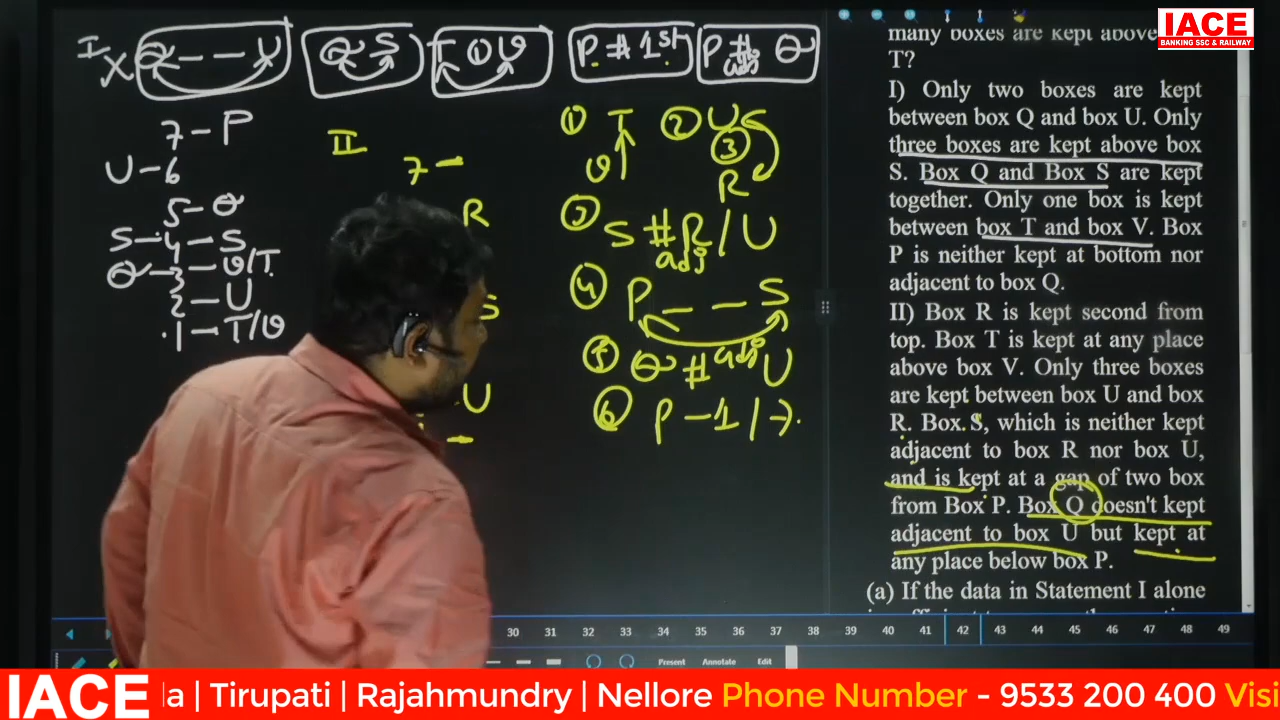 I
X Q _ _ U
Q S
T ① V
P # 1st
P # adj Q
7 - P
U - 6
5 - Q
S - 4 - S
Q - 3 - V/T
2 - U
1 - T/V
II
7 -
R
S
U
① T
V
② U
③
R
③ S # R/U
adj
④ P _ _ S
⑤ Q # adj U
⑥ P - 1 / 7
IACE
BANKING SSC & RAILWAY
many boxes are kept above
T?
I) Only two boxes are kept
between box Q and box U. Only
three boxes are kept above box
S. Box Q and Box S are kept
together. Only one box is kept
between box T and box V. Box
P is neither kept at bottom nor
adjacent to box Q.
II) Box R is kept second from
top. Box T is kept at any place
above box V. Only three boxes
are kept between box U and box
R. Box S, which is neither kept
adjacent to box R nor box U,
and is kept at a gap of two box
from Box P. Box Q doesn't kept
adjacent to box U but kept at
any place below box P.
(a) If the data in Statement I alone
30 31 32 33 34 35 36 37 38 39 40 41 42 43 44 45 46 47 48 49
Present Annotate Edit
IACE la | Tirupati | Rajahmundry | Nellore Phone Number - 9533 200 400 Visi